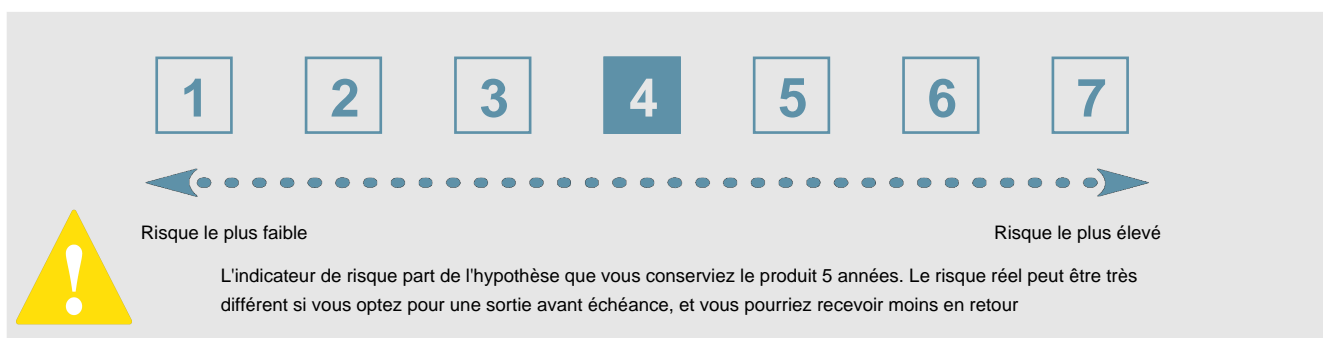 1 2 3 4 5 6 7
Risque le plus faible Risque le plus élevé
!
L'indicateur de risque part de l'hypothèse que vous conserviez le produit 5 années. Le risque réel peut être très
différent si vous optez pour une sortie avant échéance, et vous pourriez recevoir moins en retour